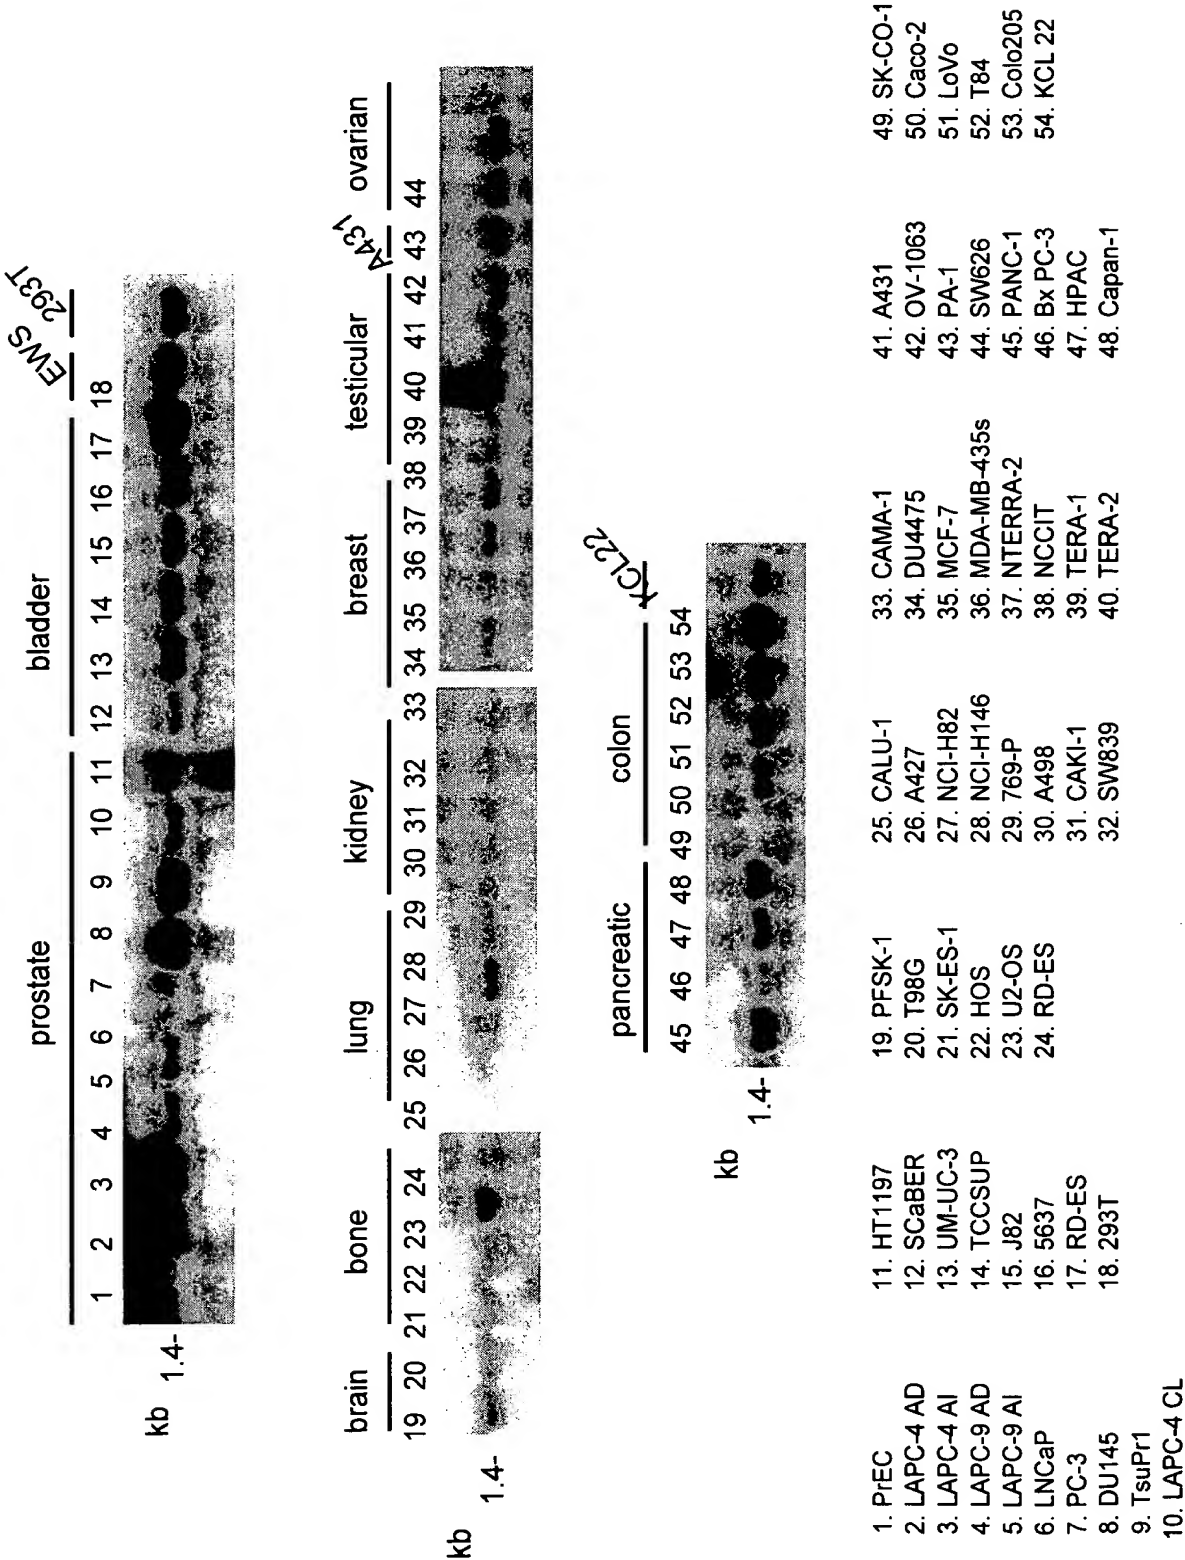 prostate bladder EWS 293T
1 2 3 4 5 6 7 8 9 10 11 12 13 14 15 16 17 18
kb
1.4-
brain bone lung kidney breast testicular A431 ovarian
19 20 21 22 23 24 25 26 27 28 29 30 31 32 33 34 35 36 37 38 39 40 41 42 43 44
kb
1.4-
pancreatic colon KCL22
45 46 47 48 49 50 51 52 53 54
kb
1.4-
1. PrEC
2. LAPC-4 AD
3. LAPC-4 AI
4. LAPC-9 AD
5. LAPC-9 AI
6. LNCaP
7. PC-3
8. DU145
9. TsuPr1
10. LAPC-4 CL
11. HT1197
12. SCaBER
13. UM-UC-3
14. TCCSUP
15. J82
16. 5637
17. RD-ES
18. 293T
19. PFSK-1
20. T98G
21. SK-ES-1
22. HOS
23. U2-OS
24. RD-ES
25. CALU-1
26. A427
27. NCI-H82
28. NCI-H146
29. 769-P
30. A498
31. CAKI-1
32. SW839
33. CAMA-1
34. DU4475
35. MCF-7
36. MDA-MB-435s
37. NTERRA-2
38. NCCIT
39. TERA-1
40. TERA-2
41. A431
42. OV-1063
43. PA-1
44. SW626
45. PANC-1
46. Bx PC-3
47. HPAC
48. Capan-1
49. SK-CO-1
50. Caco-2
51. LoVo
52. T84
53. Colo205
54. KCL 22